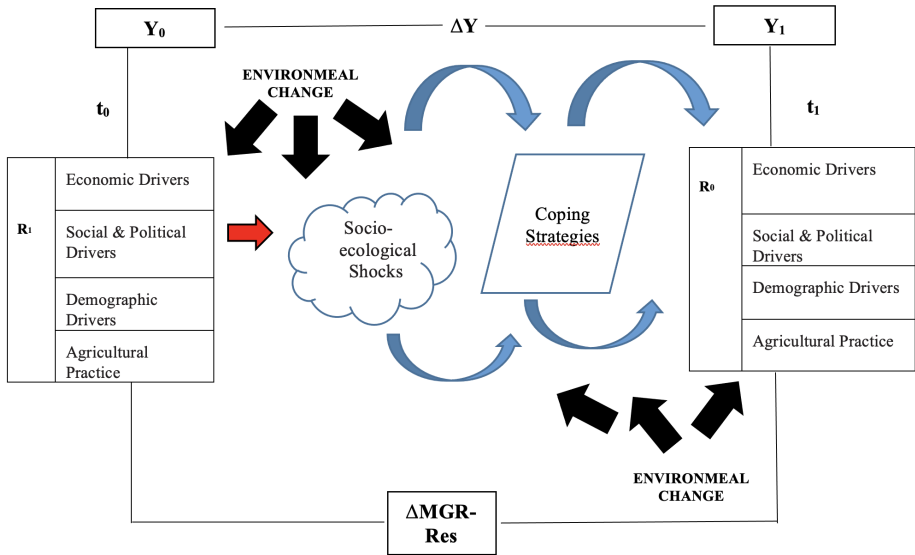 Y₀
ΔY
Y₁
ENVIRONMEAL
CHANGE
t₀
t₁
R₁
Economic Drivers
Social & Political
Drivers
Demographic
Drivers
Agricultural
Practice
Socio-
ecological
Shocks
Coping
Strategies
R₀
Economic Drivers
Social & Political
Drivers
Demographic Drivers
Agricultural Practice
ENVIRONMEAL
CHANGE
ΔMGR-
Res